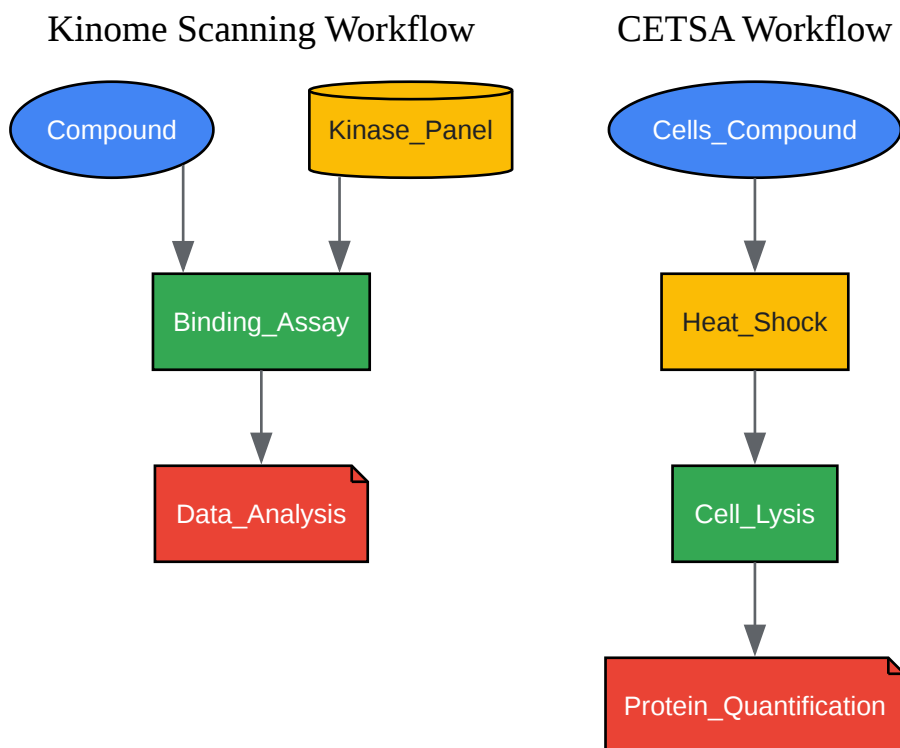 Kinome Scanning Workflow
Compound
Kinase_Panel
Binding_Assay
Data_Analysis
CETSA Workflow
Cells_Compound
Heat_Shock
Cell_Lysis
Protein_Quantification